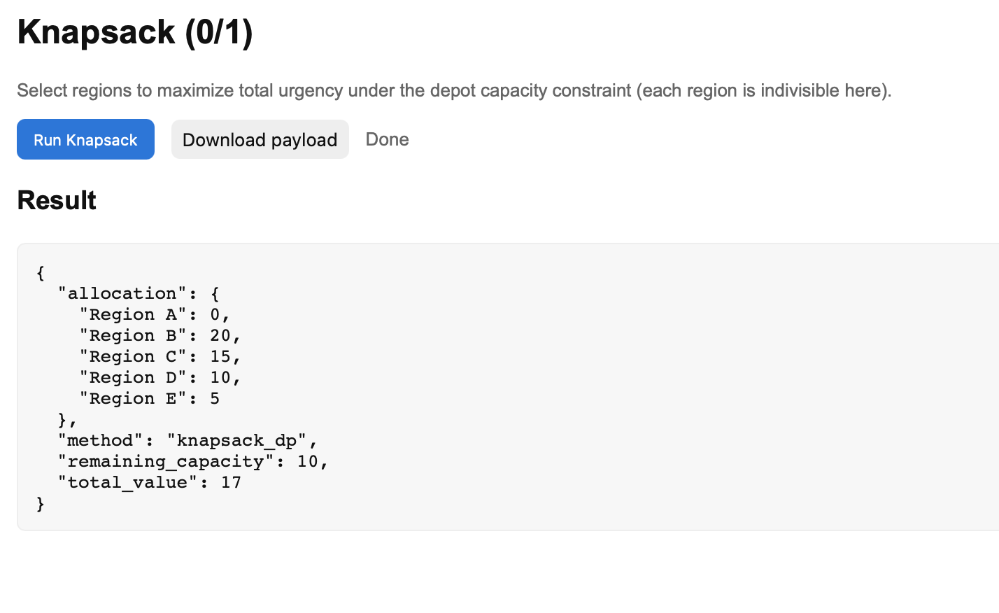 Knapsack (0/1)
Select regions to maximize total urgency under the depot capacity constraint (each region is indivisible here).
Run Knapsack
Download payload
Done
Result
{
  "allocation": {
    "Region A": 0,
    "Region B": 20,
    "Region C": 15,
    "Region D": 10,
    "Region E": 5
  },
  "method": "knapsack_dp",
  "remaining_capacity": 10,
  "total_value": 17
}